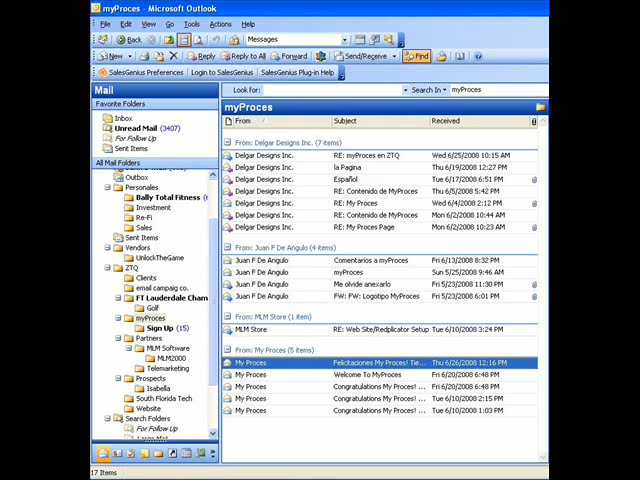 myProces - Microsoft Outlook
File Edit View Go Tools Actions Help
Back Messages
New Reply Reply to All Forward Send/Receive Find
SalesGenius Preferences Login to SalesGenius SalesGenius Plug-in Help
Mail
Look for: Search In myProces
Favorite Folders
Inbox
Unread Mail (3407)
For Follow Up
Sent Items
All Mail Folders
Outbox
Personales
Bally Total Fitness (
Investment
Re-Fi
Sales
Sent Items
Vendors
UnlockTheGame
ZTQ
Clients
email campaig co.
FT Lauderdale Cham
Golf
myProces
Sign Up (15)
Partners
MLM Software
MLM2000
Telemarketing
Prospects
Isabella
South Florida Tech
Website
Search Folders
For Follow Up
Large Mail
myProces
From Subject Received
From: Delgar Designs Inc. (7 items)
Delgar Designs Inc. RE: myProces en ZTQ Wed 6/25/2008 10:15 AM
Delgar Designs Inc. la Pagina Thu 6/19/2008 12:27 PM
Delgar Designs Inc. Español Tue 6/17/2008 6:51 PM
Delgar Designs Inc. RE: Contenido de MyProces Thu 6/5/2008 5:42 PM
Delgar Designs Inc. RE: My Proces Wed 6/4/2008 2:12 PM
Delgar Designs Inc. RE: Contenido de MyProces Mon 6/2/2008 10:44 AM
Delgar Designs Inc. RE: My Proces Page Mon 6/2/2008 10:23 AM
From: Juan F De Angulo (4 items)
Juan F De Angulo Comentarios a myProces Fri 6/13/2008 8:32 PM
Juan F De Angulo myProces Sun 5/25/2008 9:46 AM
Juan F De Angulo Me olvide anexarlo Fri 5/23/2008 11:30 PM
Juan F De Angulo FW: FW: Logotipo MyProces Fri 5/23/2008 6:01 PM
From: MLM Store (1 item)
MLM Store RE: Web Site/Redplicator Setup Tue 6/10/2008 3:24 PM
From: My Proces (5 items)
My Proces Felicitaciones My Proces! Tie... Thu 6/26/2008 12:16 PM
My Proces Welcome To MyProces Fri 6/20/2008 6:48 PM
My Proces Congratulations My Proces! ... Fri 6/20/2008 6:48 PM
My Proces Congratulations My Proces! ... Tue 6/10/2008 2:15 PM
My Proces Congratulations My Proces! ... Tue 6/10/2008 1:03 PM
17 Items